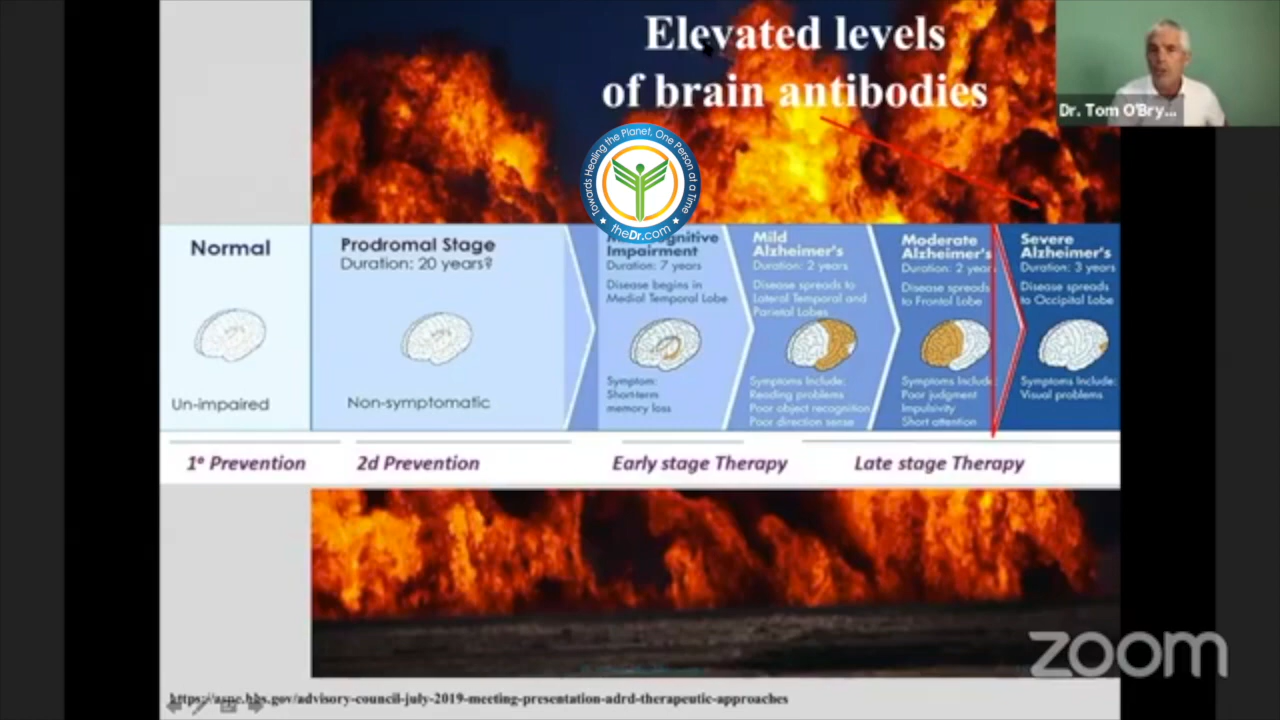 Elevated levels
of brain antibodies
Dr. Tom O'Bry...
Towards Healing the Planet, One Person at a Time
theDr.com
Normal
Un-impaired
Prodromal Stage
Duration: 20 years?
Non-symptomatic
Impairment
Duration: 7 years
Disease begins in
Medial Temporal Lobe
Symptom:
Short-term
memory loss
Mild
Alzheimer's
Duration: 2 years
Disease spreads to
Lateral Temporal and
Parietal Lobes
Symptoms Include:
Reading problems
Poor object recognition
Poor direction sense
Moderate
Alzheimer's
Duration: 2 year
Disease spreads
to Frontal Lobe
Symptoms Include
Poor judgment
Impulsivity
Short attention
Severe
Alzheimer's
Duration: 3 years
Disease spreads
to Occipital Lobe
Symptoms Include:
Visual problems
1º Prevention
2d Prevention
Early stage Therapy
Late stage Therapy
zoom
https://aspe.hhs.gov/advisory-council-july-2019-meeting-presentation-adrd-therapeutic-approaches